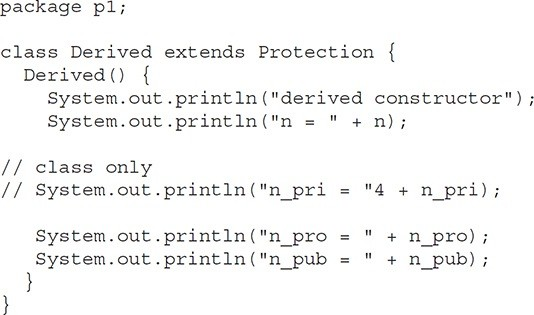 package p1;

class Derived extends Protection {
  Derived() {
    System.out.println("derived constructor");
    System.out.println("n = " + n);

// class only
// System.out.println("n_pri = "4 + n_pri);

   System.out.println("n_pro = " + n_pro);
   System.out.println("n_pub = " + n_pub);
  }
}